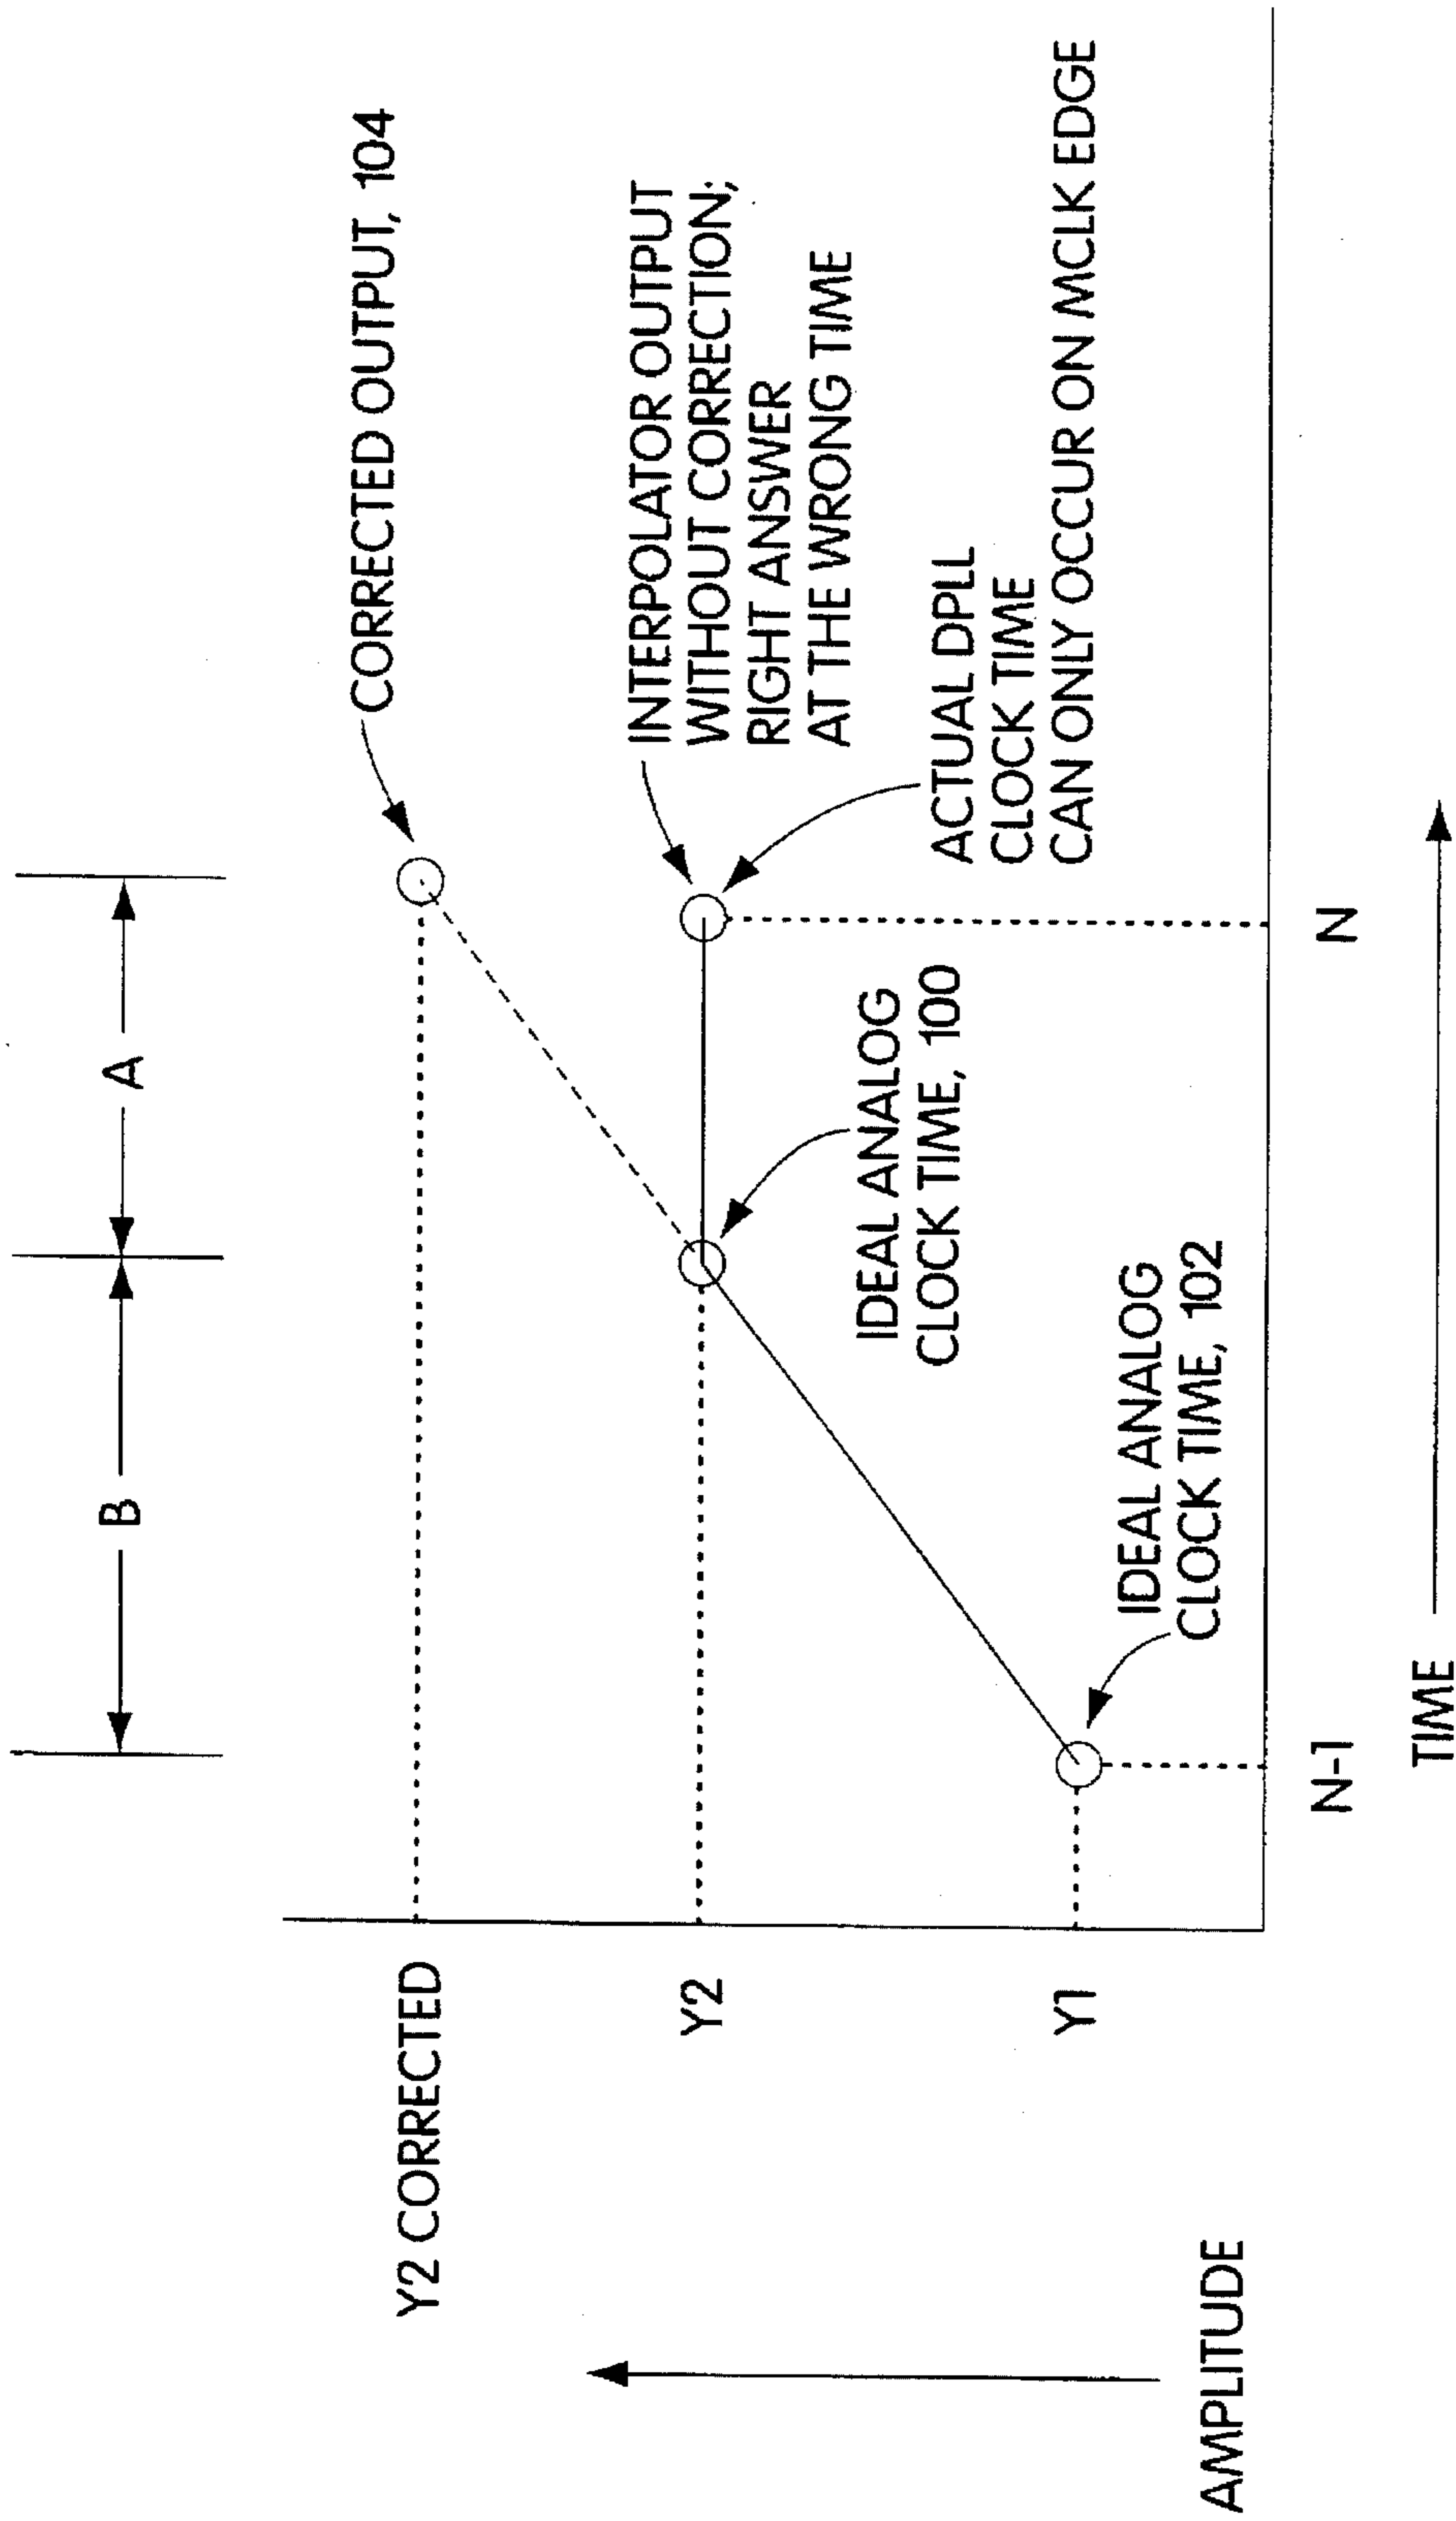 B
A
CORRECTED OUTPUT, 104
Y2 CORRECTED
INTERPOLATOR OUTPUT
WITHOUT CORRECTION;
RIGHT ANSWER
AT THE WRONG TIME
Y2
IDEAL ANALOG
CLOCK TIME, 100
ACTUAL DPLL
CLOCK TIME
CAN ONLY OCCUR ON MCLK EDGE
Y1
IDEAL ANALOG
CLOCK TIME, 102
AMPLITUDE
N-1
N
TIME